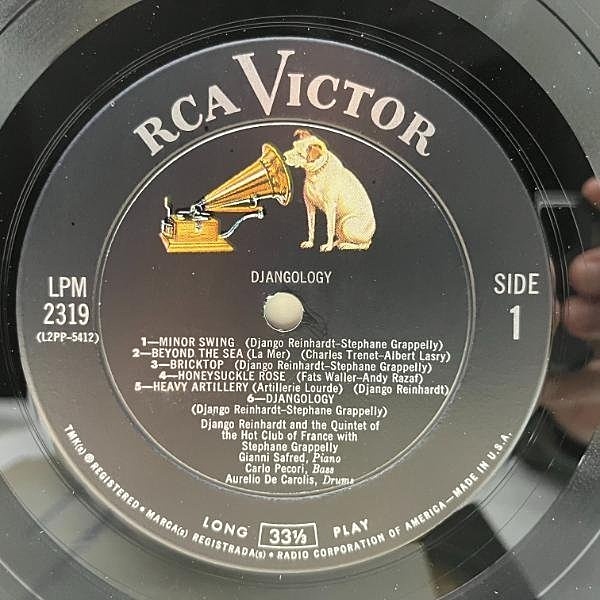 RCA VICTOR
DJANGOLOGY
LPM
2319
(L2PP-5412)
SIDE
1
1—MINOR SWING (Django Reinhardt-Stephane Grappelly)
2—BEYOND THE SEA (La Mer) (Charles Trenet-Albert Lasry)
3—BRICKTOP (Django Reinhardt-Stephane Grappelly)
4—HONEYSUCKLE ROSE (Fats Waller-Andy Razaf)
5—HEAVY ARTILLERY (Artillerie Lourde) (Django Reinhardt)
6—DJANGOLOGY
(Django Reinhardt-Stephane Grappelly)
Django Reinhardt and the Quintet of
the Hot Club of France with
Stephane Grappelly
Gianni Safred, Piano
Carlo Pecori, Bass
Aurelio De Carolis, Drums
LONG 33⅓ PLAY
TMK(s) ® REGISTERED • MARCA(s) REGISTRADA(s) • RADIO CORPORATION OF AMERICA—MADE IN U.S.A.